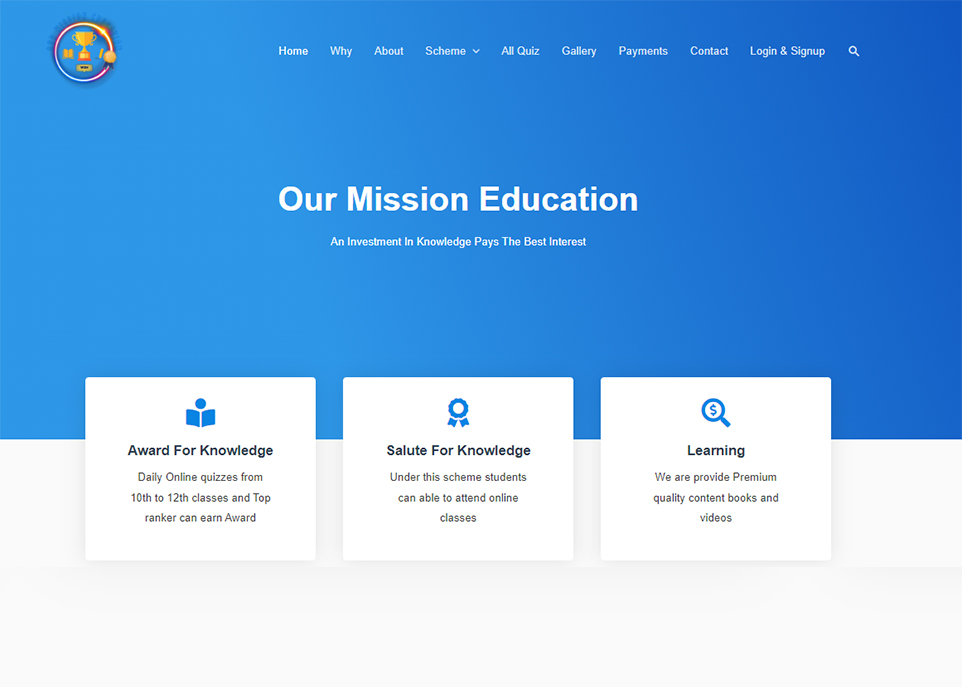 Home Why About Scheme All Quiz Gallery Payments Contact Login & Signup
Our Mission Education
An Investment In Knowledge Pays The Best Interest
Award For Knowledge
Daily Online quizzes from
10th to 12th classes and Top
ranker can earn Award
Salute For Knowledge
Under this scheme students
can able to attend online
classes
Learning
We are provide Premium
quality content books and
videos